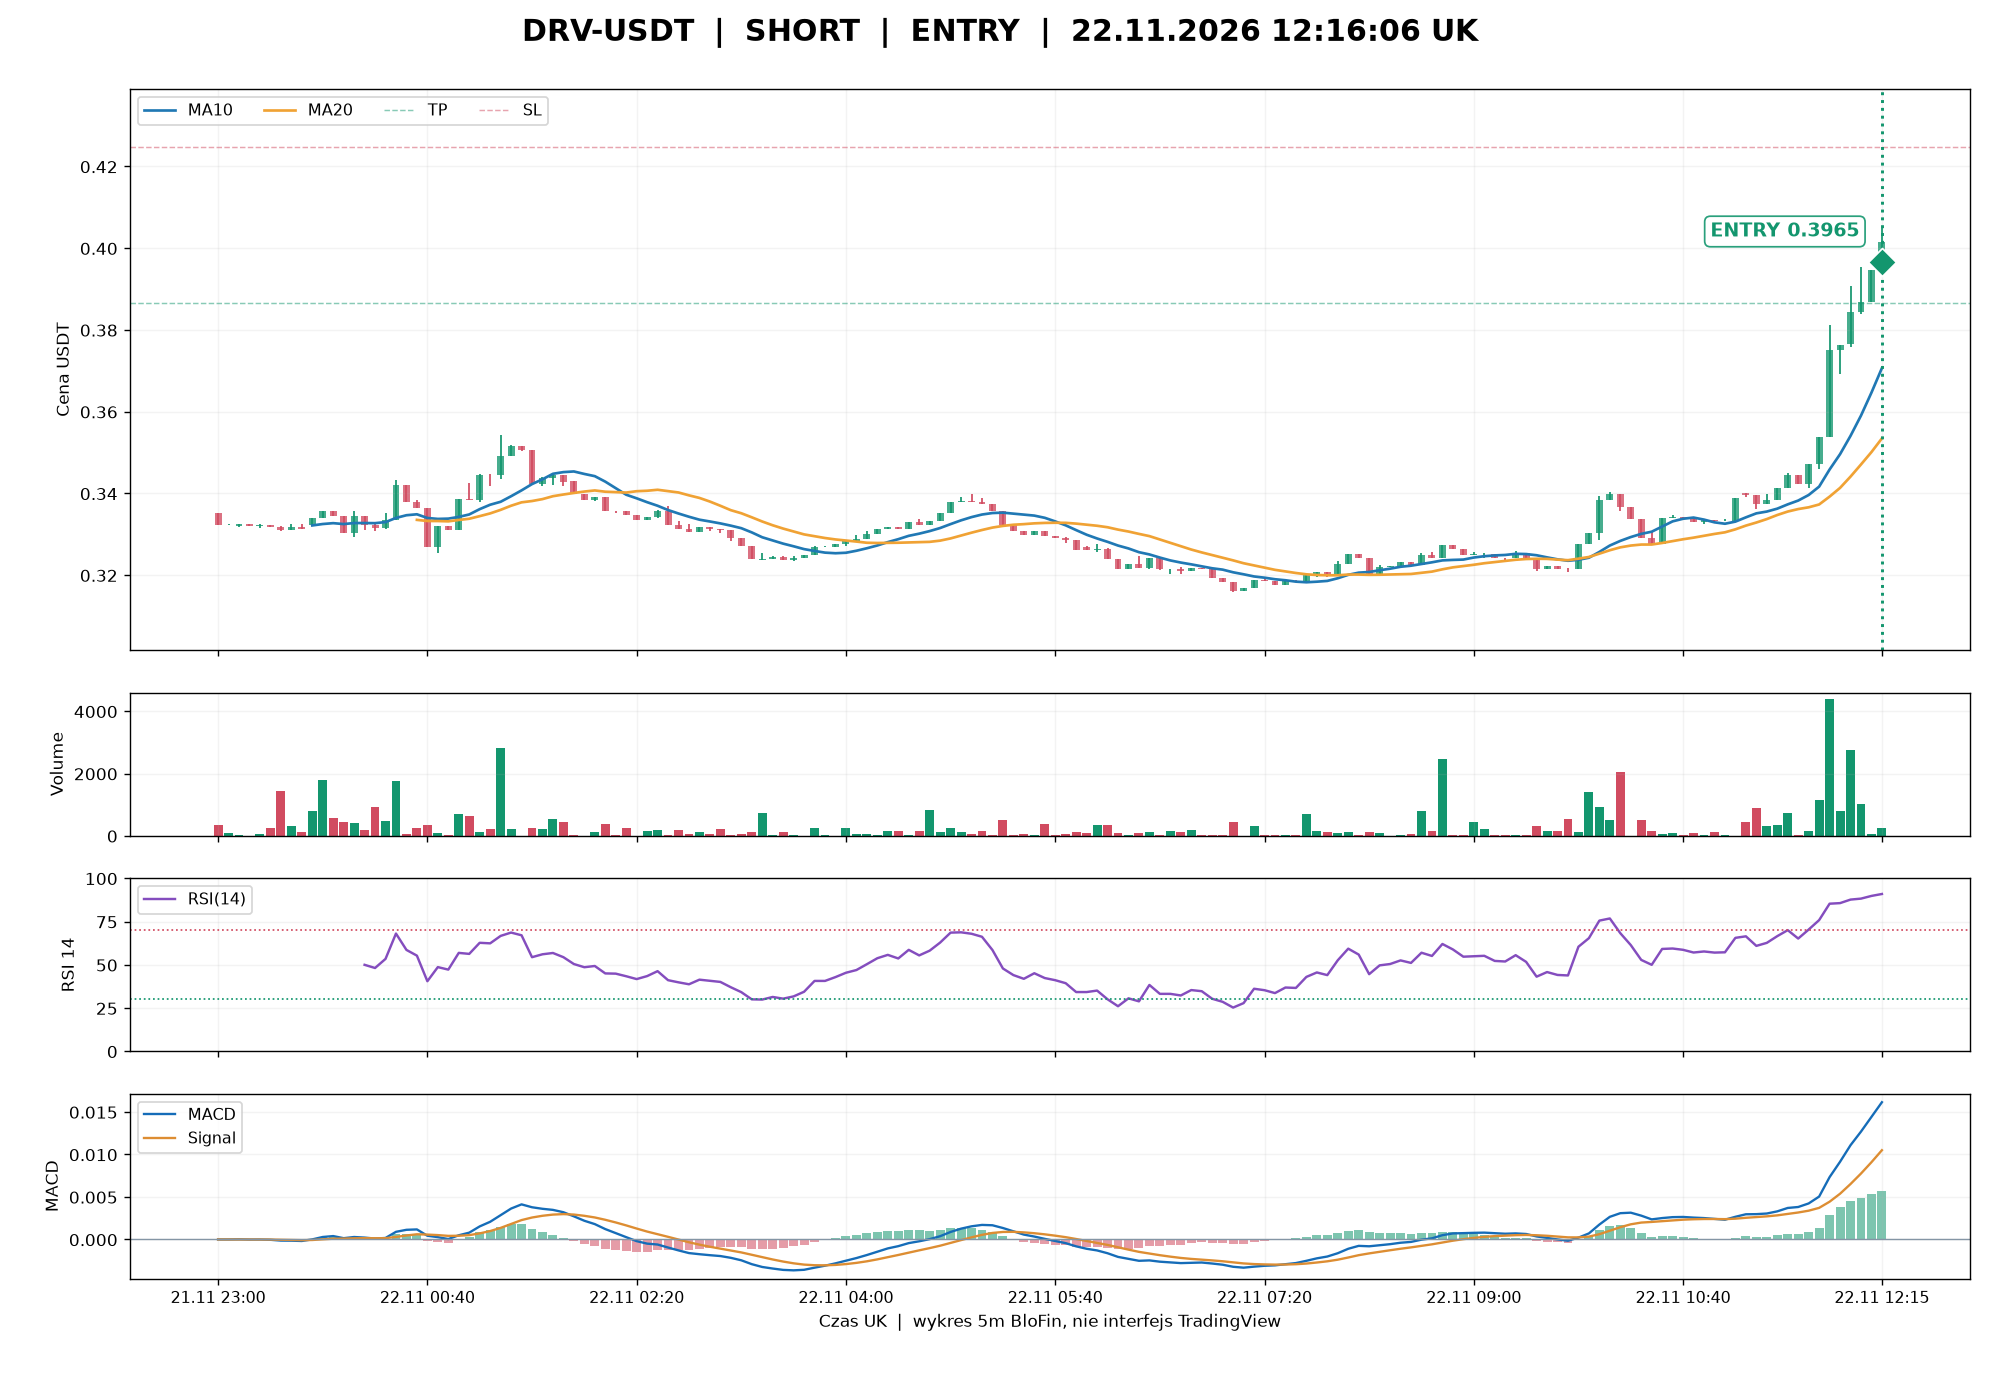 DRV-USDT | SHORT | ENTRY | 22.11.2026 12:16:06 UK
MA10 MA20 TP SL
Cena USDT
0.42
0.40
0.38
0.36
0.34
0.32
ENTRY 0.3965
Volume
4000
2000
0
RSI 14
RSI(14)
100
75
50
25
0
MACD
MACD
Signal
0.015
0.010
0.005
0.000
21.11 23:00 22.11 00:40 22.11 02:20 22.11 04:00 22.11 05:40 22.11 07:20 22.11 09:00 22.11 10:40 22.11 12:15
Czas UK | wykres 5m BloFin, nie interfejs TradingView